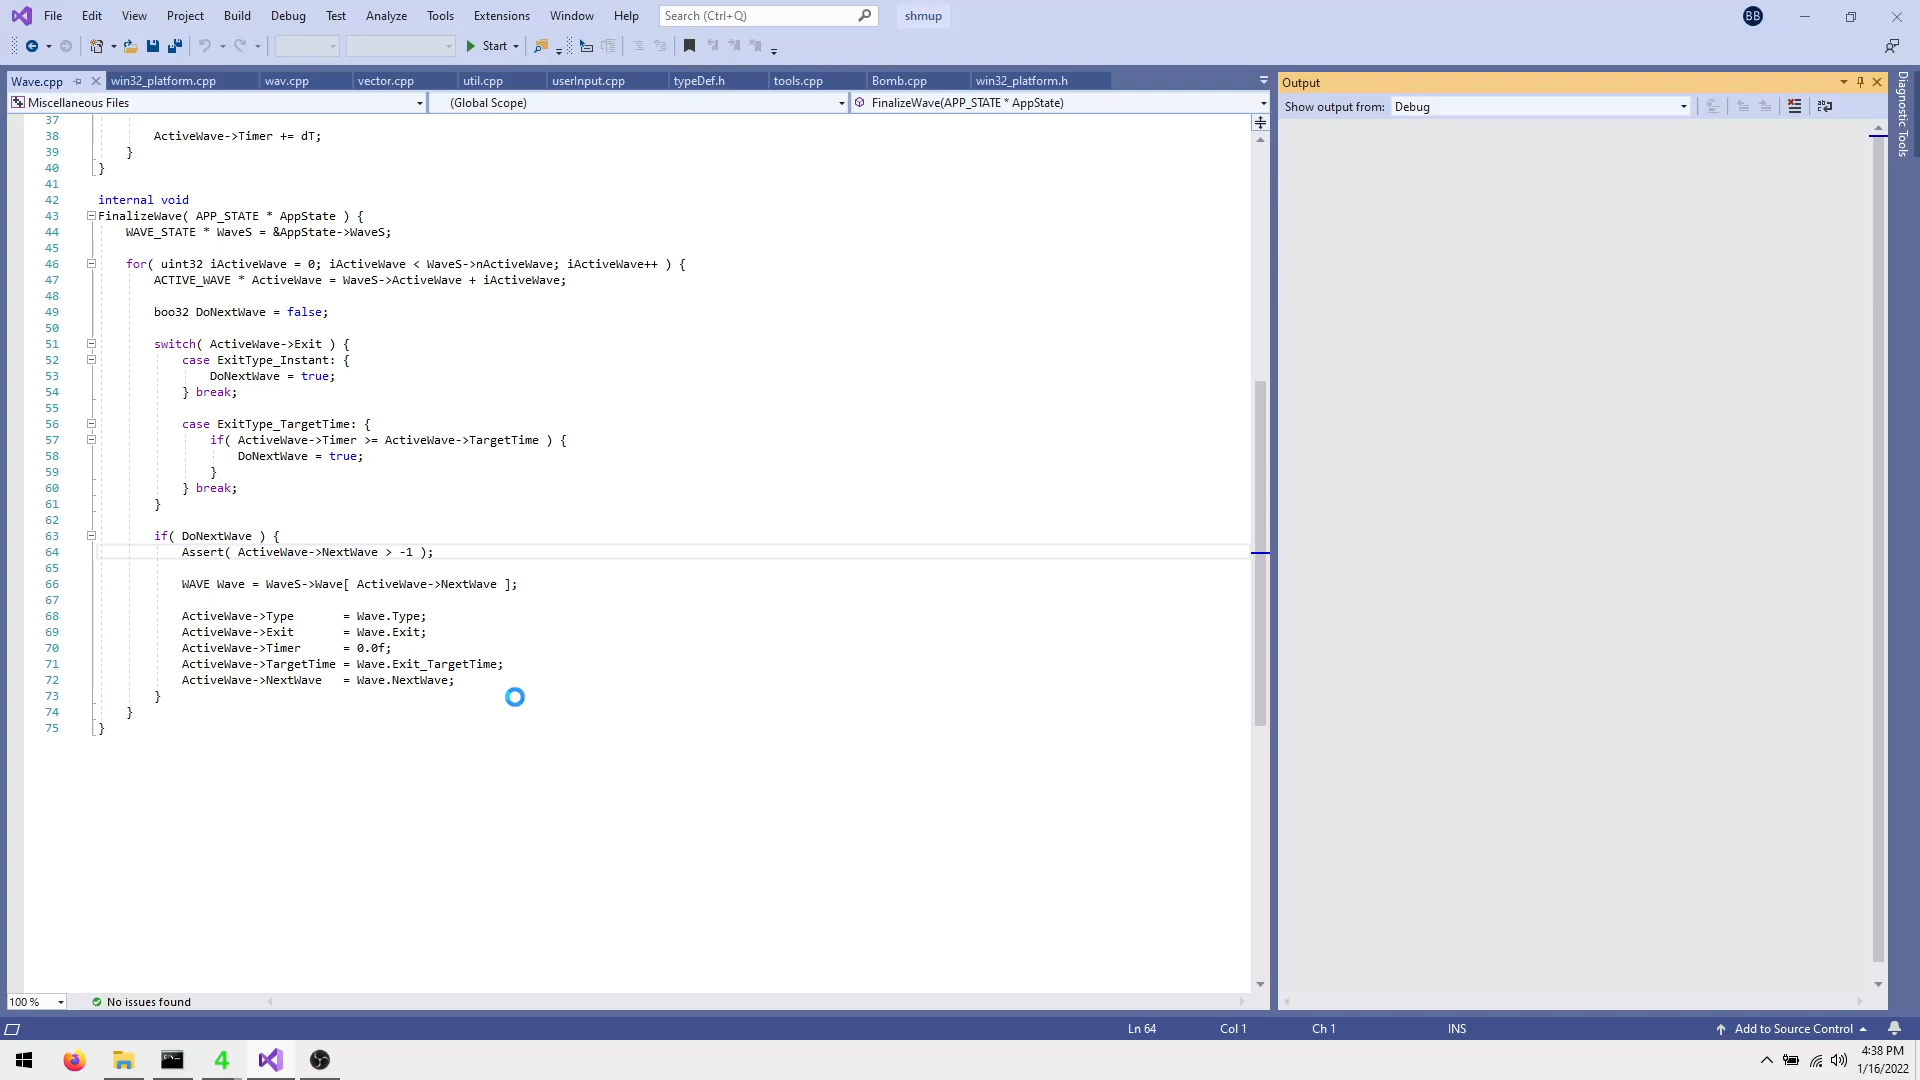 File Edit View Project Build Debug Test Analyze Tools Extensions Window Help Search (Ctrl+Q) shmup BB
Start
Wave.cpp win32_platform.cpp wav.cpp vector.cpp util.cpp userInput.cpp typeDef.h tools.cpp Bomb.cpp win32_platform.h
Miscellaneous Files (Global Scope) FinalizeWave(APP_STATE * AppState)
37
38 ActiveWave->Timer += dT;
39 }
40 }
41
42 internal void
43 FinalizeWave( APP_STATE * AppState ) {
44 WAVE_STATE * WaveS = &AppState->WaveS;
45
46 for( uint32 iActiveWave = 0; iActiveWave < WaveS->nActiveWave; iActiveWave++ ) {
47 ACTIVE_WAVE * ActiveWave = WaveS->ActiveWave + iActiveWave;
48
49 boo32 DoNextWave = false;
50
51 switch( ActiveWave->Exit ) {
52 case ExitType_Instant: {
53 DoNextWave = true;
54 } break;
55
56 case ExitType_TargetTime: {
57 if( ActiveWave->Timer >= ActiveWave->TargetTime ) {
58 DoNextWave = true;
59 }
60 } break;
61 }
62
63 if( DoNextWave ) {
64 Assert( ActiveWave->NextWave > -1 );
65
66 WAVE Wave = WaveS->Wave[ ActiveWave->NextWave ];
67
68 ActiveWave->Type = Wave.Type;
69 ActiveWave->Exit = Wave.Exit;
70 ActiveWave->Timer = 0.0f;
71 ActiveWave->TargetTime = Wave.Exit_TargetTime;
72 ActiveWave->NextWave = Wave.NextWave;
73 }
74 }
75 }
100 % No issues found
Output
Show output from: Debug
Diagnostic Tools
Ln 64 Col 1 Ch 1 INS Add to Source Control
4
4:38 PM
1/16/2022